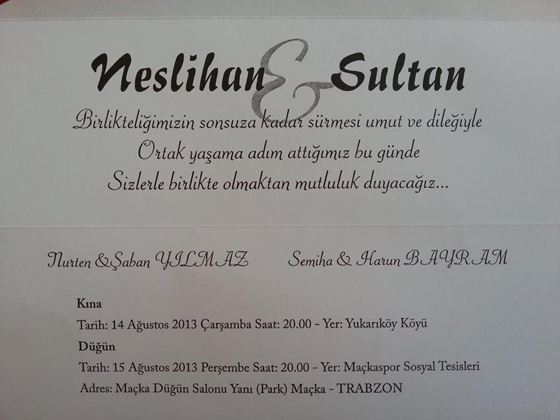 Neslihan & Sultan
Birlikteliğimizin sonsuza kadar sürmesi umut ve dileğiyle
Ortak yaşama adım attığımız bu günde
Sizlerle birlikte olmaktan mutluluk duyacağız...
Nurten &Şaban YILMAZ Semiha & Harun BAYRAM
Kına
Tarih: 14 Ağustos 2013 Çarşamba Saat: 20.00 - Yer: Yukarıköy Köyü
Düğün
Tarih: 15 Ağustos 2013 Perşembe Saat: 20.00 - Yer: Maçkaspor Sosyal Tesisleri
Adres: Maçka Düğün Salonu Yanı (Park) Maçka - TRABZON